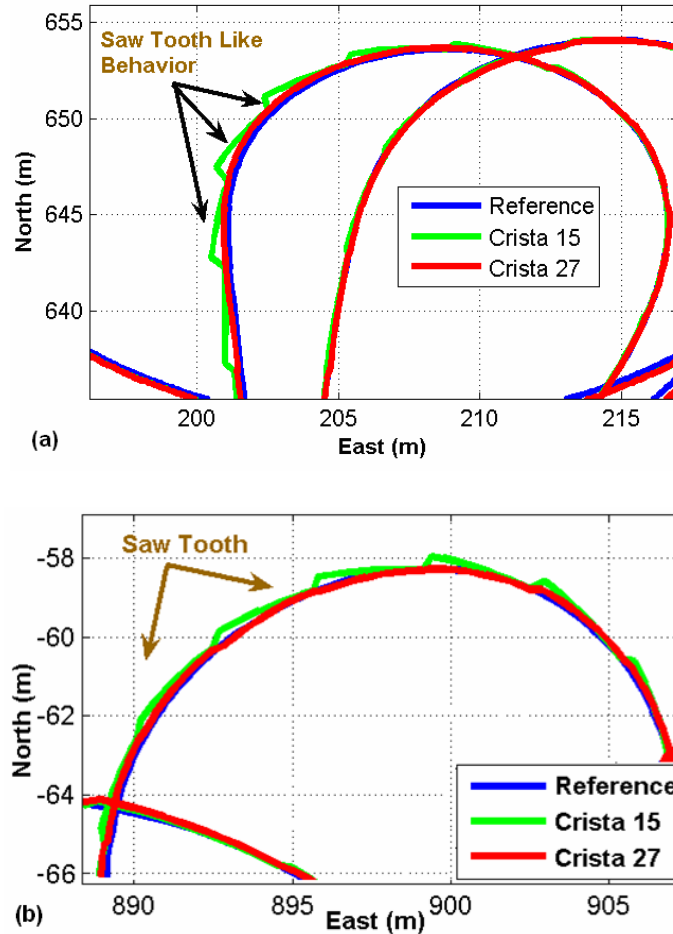 655
Saw Tooth Like
Behavior
650
645
640
North (m)
Reference
Crista 15
Crista 27
200
205
210
215
East (m)
(a)
Saw Tooth
-58
-60
-62
-64
-66
North (m)
Reference
Crista 15
Crista 27
890
895
900
905
East (m)
(b)